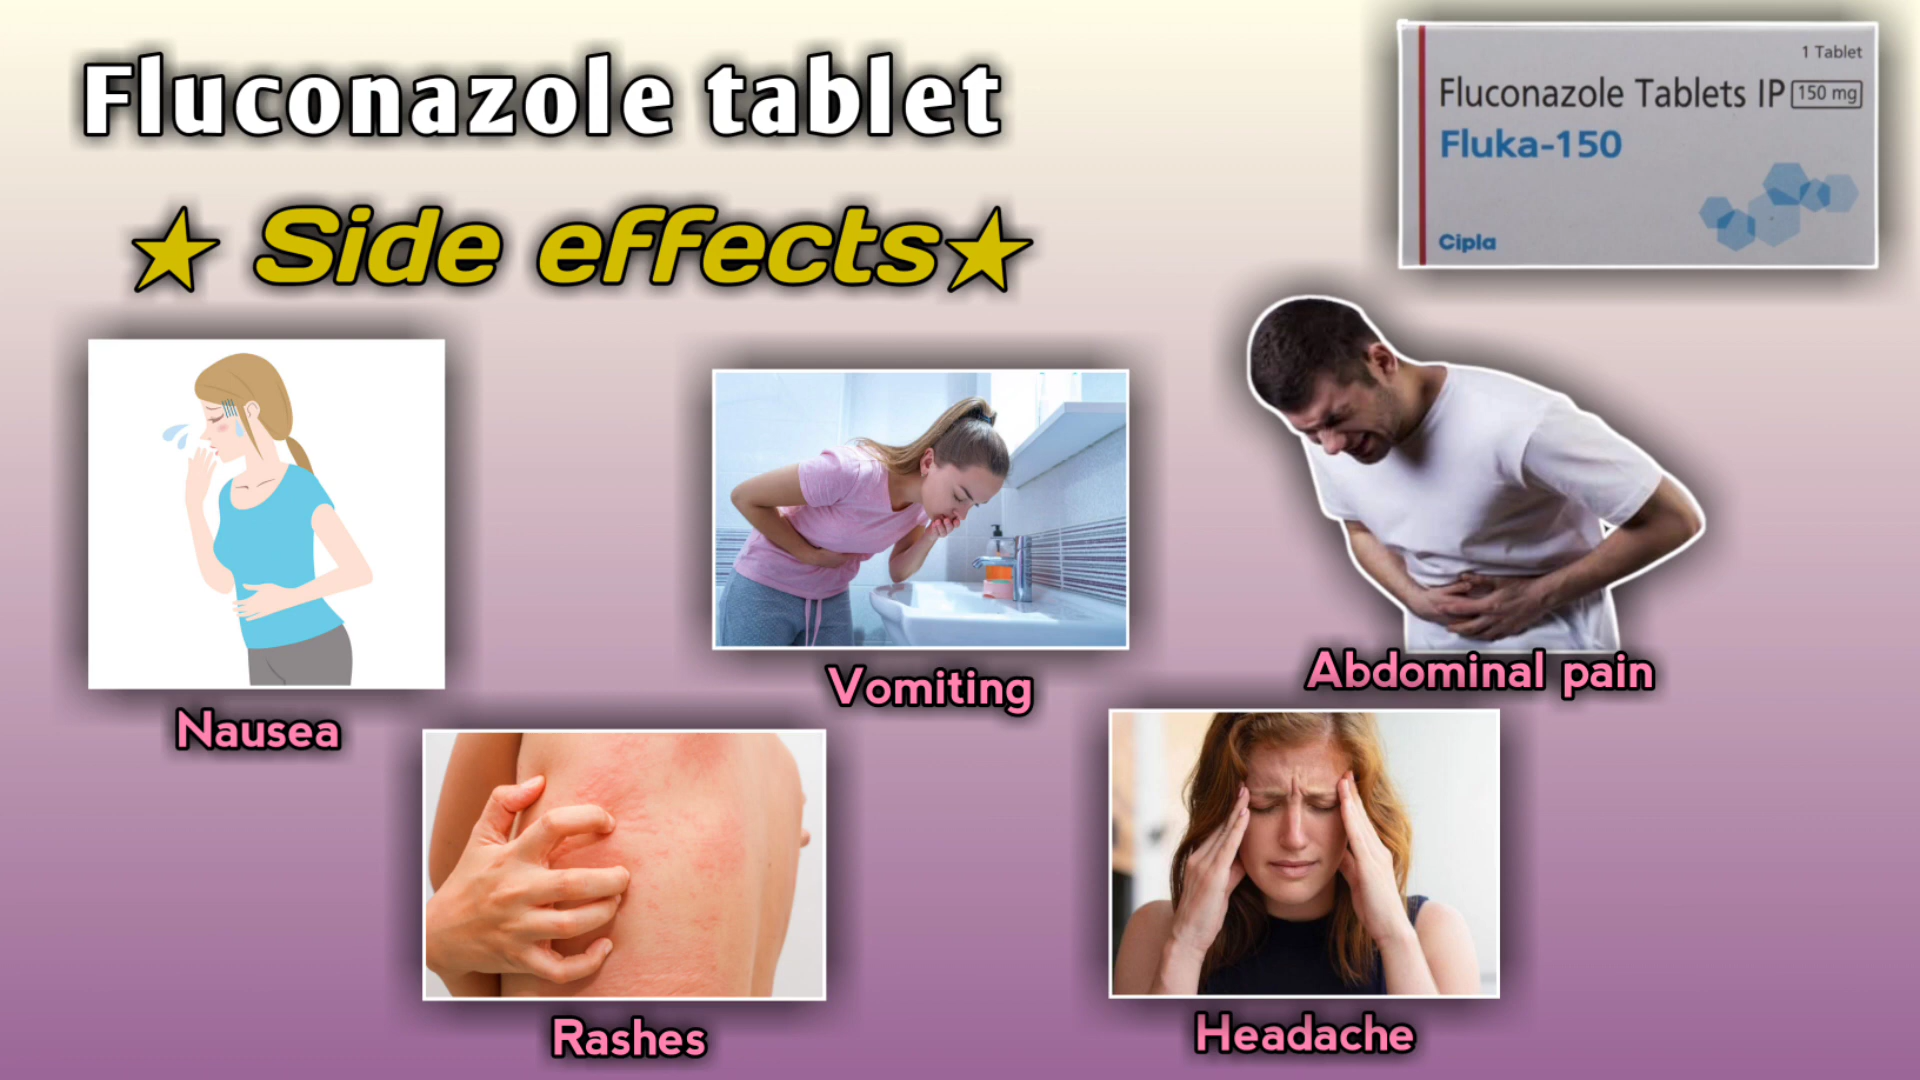 Fluconazole tablet
★ Side effects★
1 Tablet
Fluconazole Tablets IP 150 mg
Fluka-150
Cipla
Nausea
Vomiting
Abdominal pain
Rashes
Headache